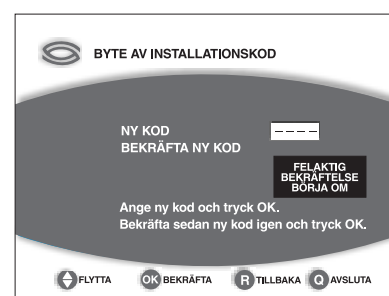 BYTE AV INSTALLATIONSKOD
NY KOD ----
BEKRÄFTA NY KOD
FELAKTIG
BEKRÄFTELSE
BÖRJA OM
Ange ny kod och tryck OK.
Bekräfta sedan ny kod igen och tryck OK.
FLYTTA OK BEKRÄFTA R TILLBAKA Q AVSLUTA